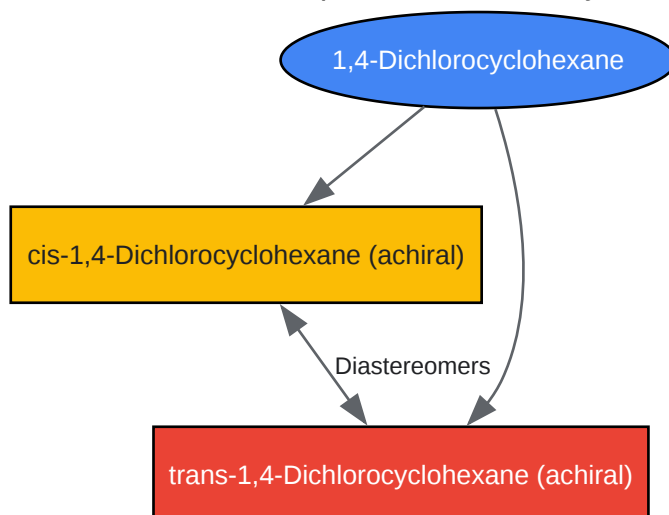 1,4-Dichlorocyclohexane
cis-1,4-Dichlorocyclohexane (achiral)
Diastereomers
trans-1,4-Dichlorocyclohexane (achiral)